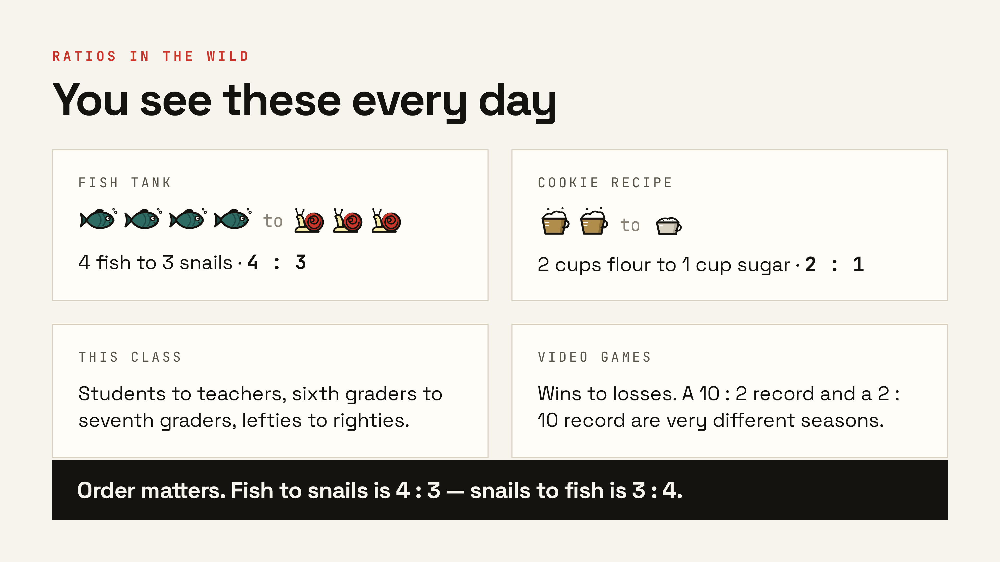 RATIOS IN THE WILD
You see these every day
FISH TANK
to
4 fish to 3 snails · 4 : 3
COOKIE RECIPE
to
2 cups flour to 1 cup sugar · 2 : 1
THIS CLASS
Students to teachers, sixth graders to
seventh graders, lefties to righties.
VIDEO GAMES
Wins to losses. A 10 : 2 record and a 2 :
10 record are very different seasons.
Order matters. Fish to snails is 4 : 3 — snails to fish is 3 : 4.